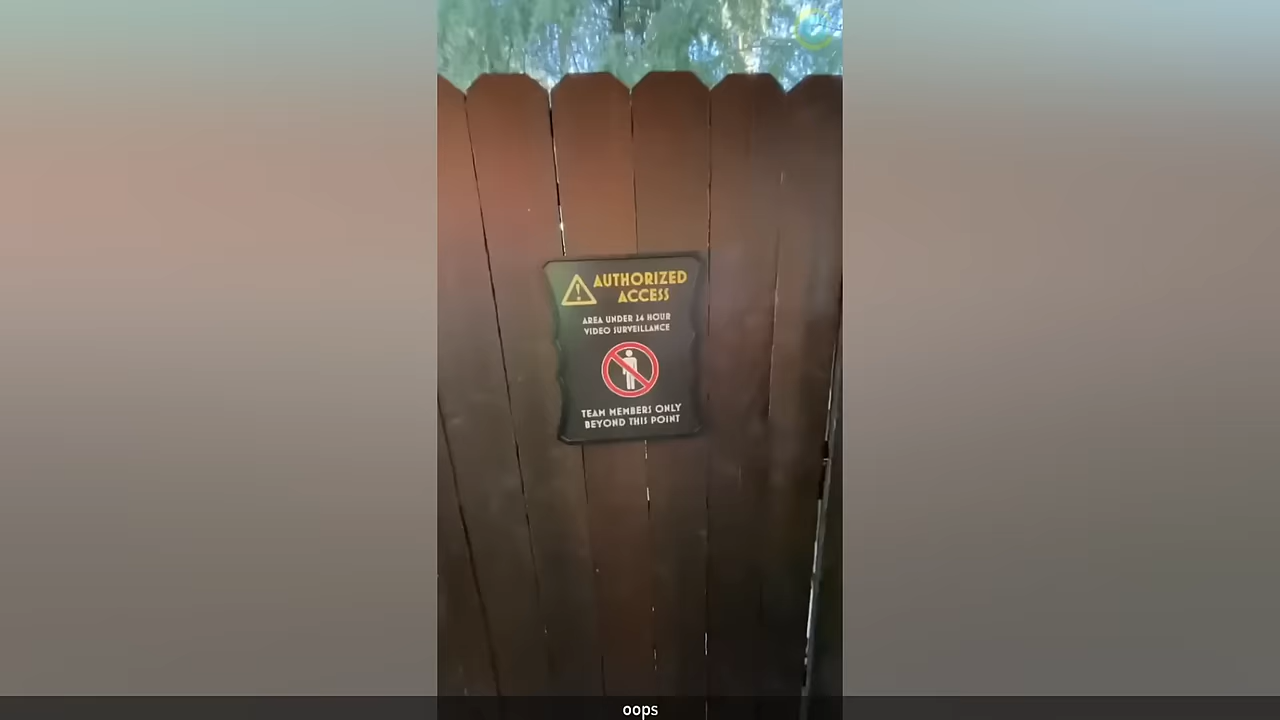 AUTHORIZED
ACCESS
AREA UNDER 24 HOUR
VIDEO SURVEILLANCE
TEAM MEMBERS ONLY
BEYOND THIS POINT
oops